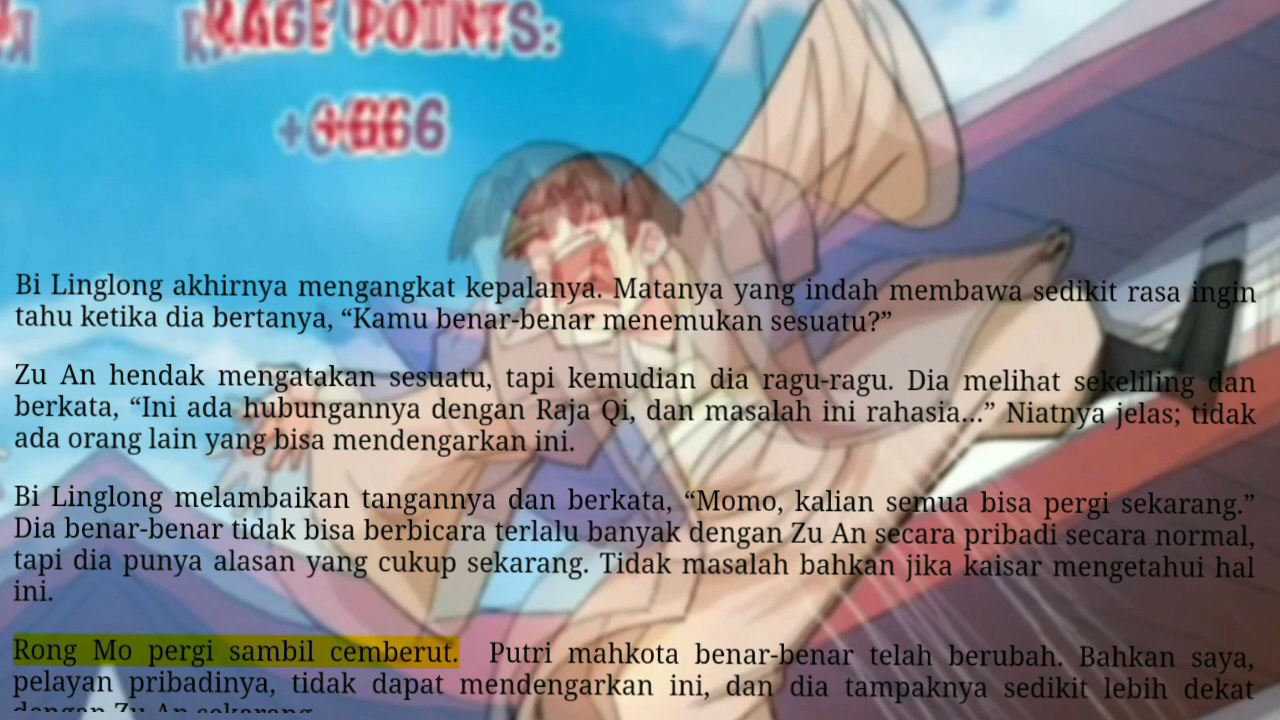 RAGE POINTS:
+666
Bi Linglong akhirnya mengangkat kepalanya. Matanya yang indah membawa sedikit rasa ingin
tahu ketika dia bertanya, “Kamu benar-benar menemukan sesuatu?”
Zu An hendak mengatakan sesuatu, tapi kemudian dia ragu-ragu. Dia melihat sekeliling dan
berkata, “Ini ada hubungannya dengan Raja Qi, dan masalah ini rahasia...” Niatnya jelas; tidak
ada orang lain yang bisa mendengarkan ini.
Bi Linglong melambaikan tangannya dan berkata, “Momo, kalian semua bisa pergi sekarang.”
Dia benar-benar tidak bisa berbicara terlalu banyak dengan Zu An secara pribadi secara normal,
tapi dia punya alasan yang cukup sekarang. Tidak masalah bahkan jika kaisar mengetahui hal
ini.
Rong Mo pergi sambil cemberut. Putri mahkota benar-benar telah berubah. Bahkan saya,
pelayan pribadinya, tidak dapat mendengarkan ini, dan dia tampaknya sedikit lebih dekat
dengan Zu An sekarang.